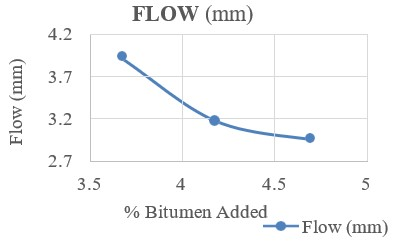 FLOW (mm)
4.2
3.7
3.2
2.7
Flow (mm)
3.5 4 4.5 5
% Bitumen Added
Flow (mm)